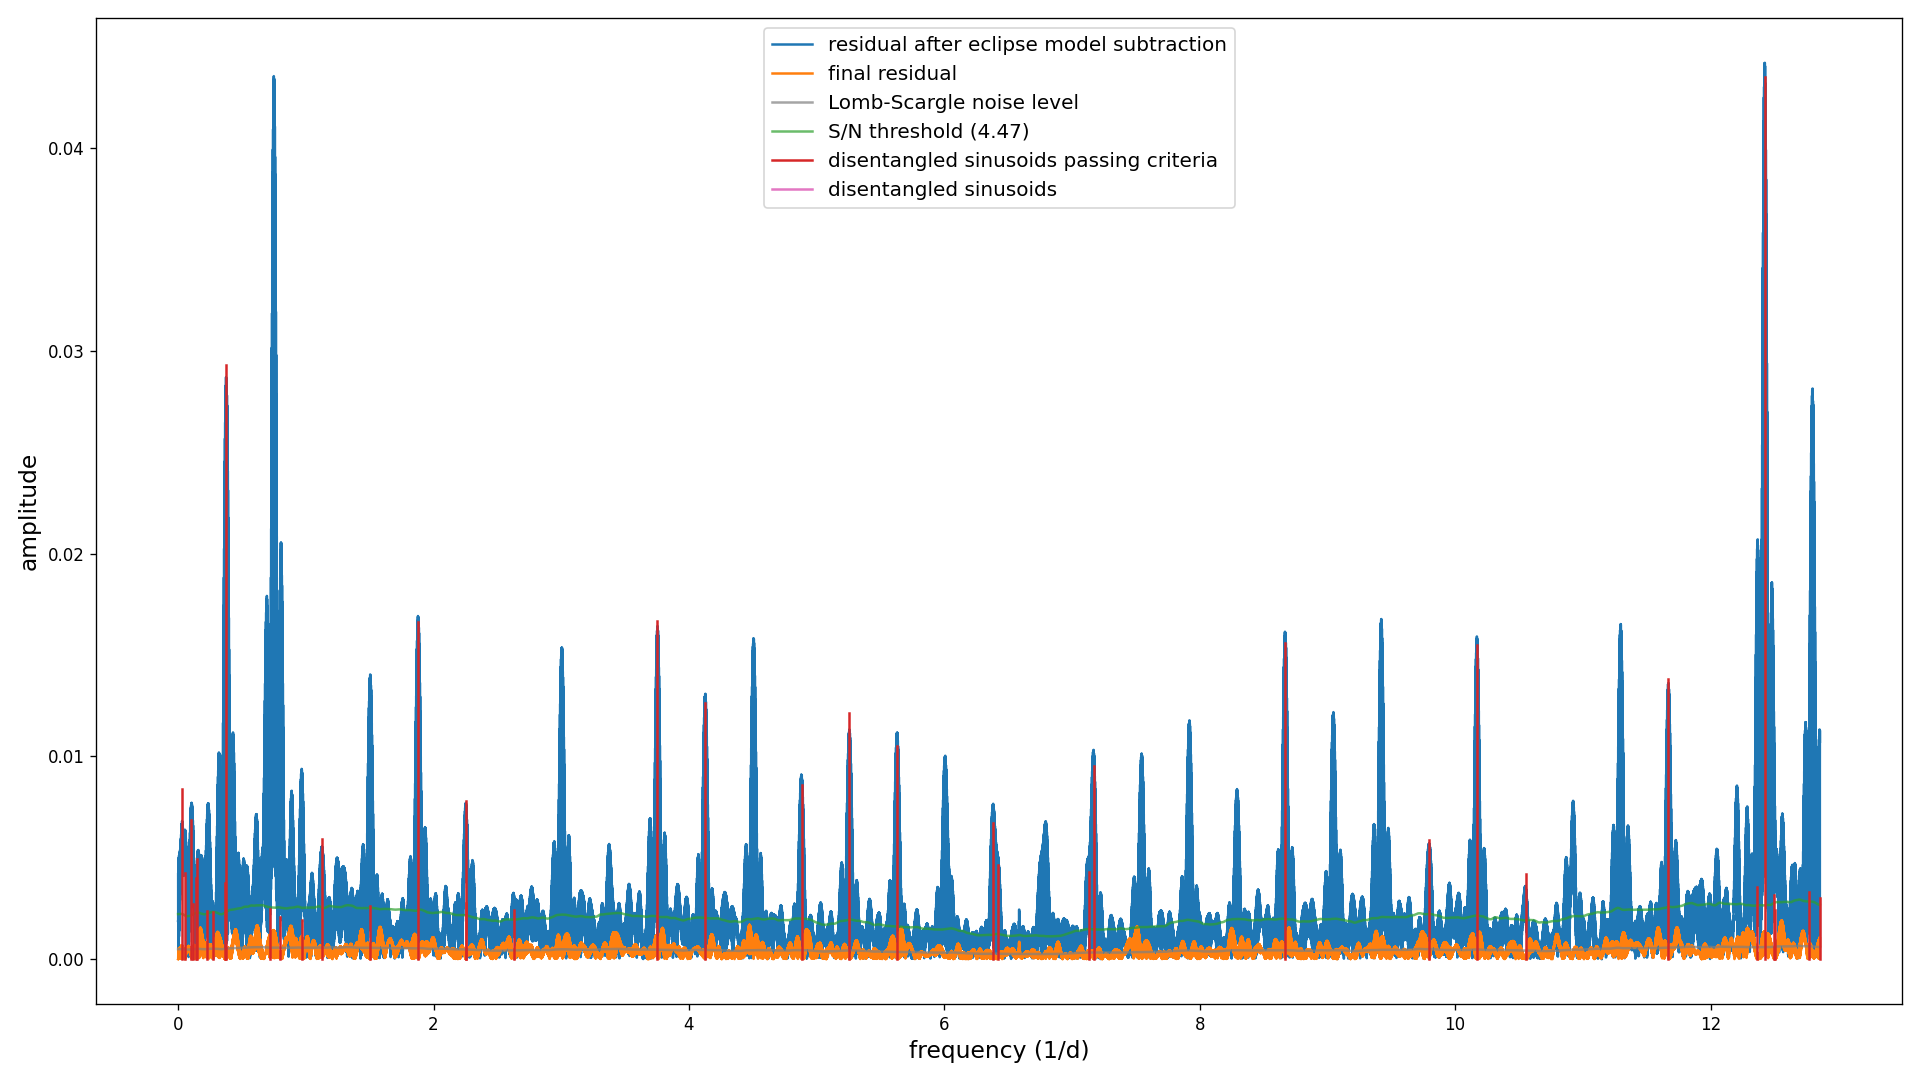 residual after eclipse model subtraction
final residual
Lomb-Scargle noise level
S/N threshold (4.47)
disentangled sinusoids passing criteria
disentangled sinusoids
amplitude
0.04
0.03
0.02
0.01
0.00
0 2 4 6 8 10 12
frequency (1/d)